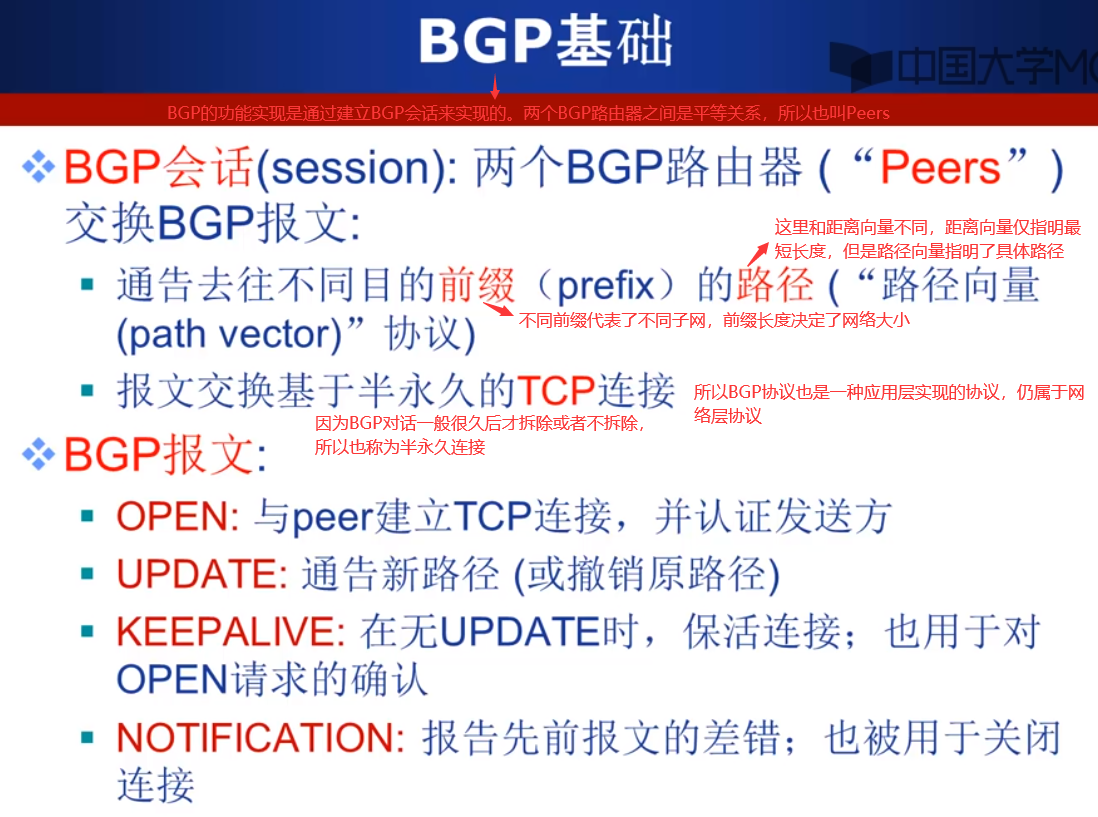 BGP基础
中国大学MO
BGP的功能实现是通过建立BGP会话来实现的。两个BGP路由器之间是平等关系，所以也叫Peers
BGP会话(session): 两个BGP路由器 (“Peers”)
交换BGP报文:
这里和距离向量不同，距离向量仅指明最
短长度，但是路径向量指明了具体路径
通告去往不同目的前缀（prefix）的路径 (“路径向量
不同前缀代表了不同子网，前缀长度决定了网络大小
(path vector)”协议)
报文交换基于半永久的TCP连接
所以BGP协议也是一种应用层实现的协议，仍属于网
络层协议
因为BGP对话一般很久后才拆除或者不拆除，
所以也称为半永久连接
BGP报文:
OPEN: 与peer建立TCP连接，并认证发送方
UPDATE: 通告新路径 (或撤销原路径)
KEEPALIVE: 在无UPDATE时，保活连接；也用于对
OPEN请求的确认
NOTIFICATION: 报告先前报文的差错；也被用于关闭
连接